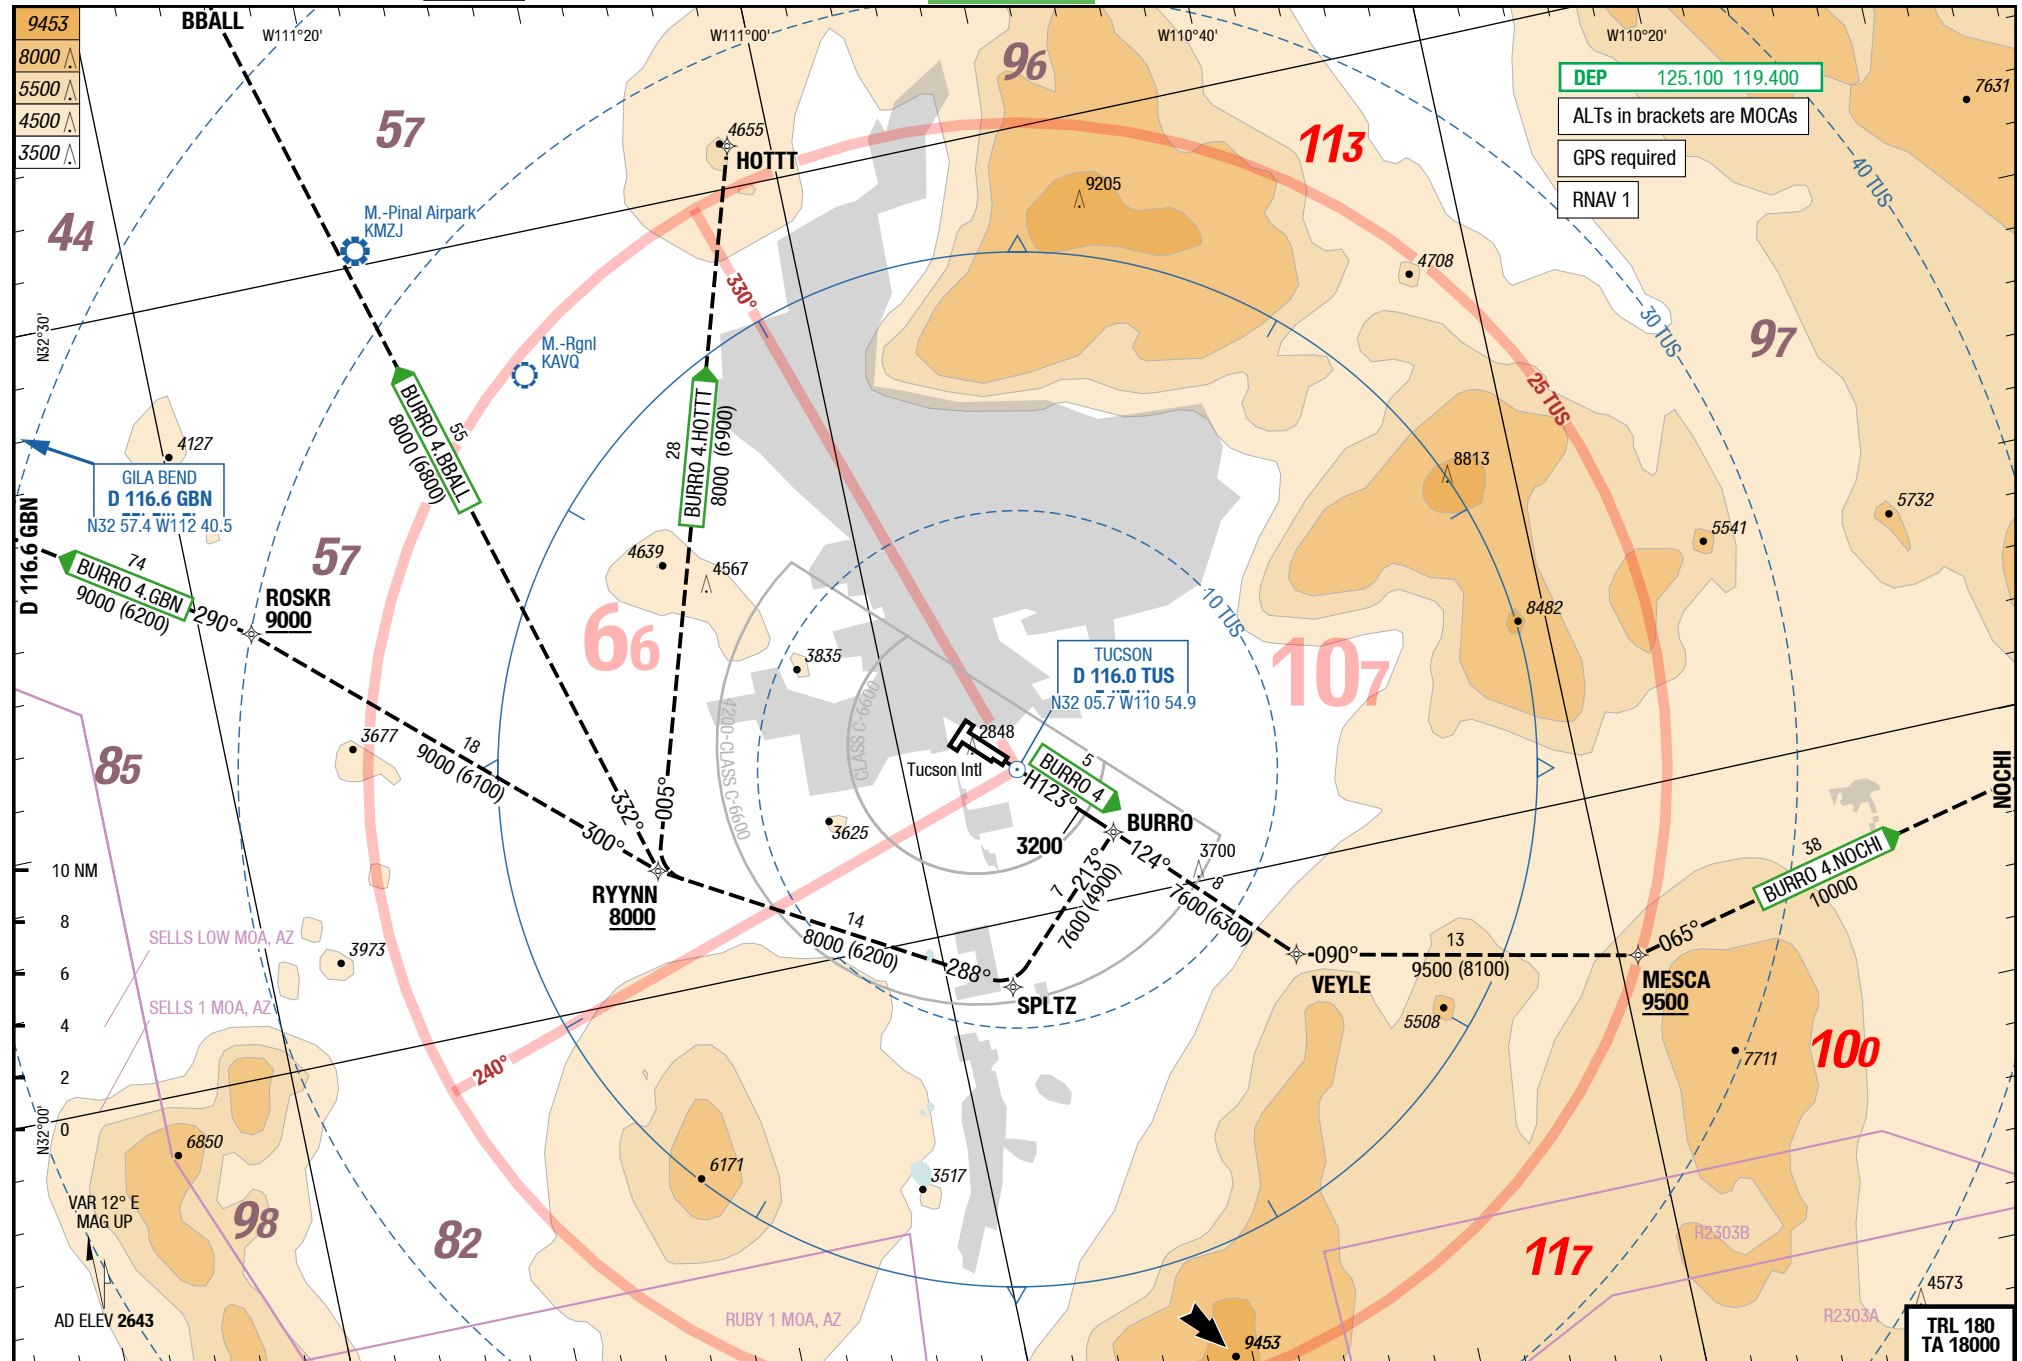 BBALL
W111°20'
W111°00'
W110°40'
W110°20'
9453
8000
5500
4500
3500
57
96
113
DEP 125.100 119.400
ALTs in brackets are MOCAs
GPS required
RNAV 1
7631
40 TUS
4655
HOTTT
9205
44
M.-Pinal Airpark
KMZJ
4708
330°
N32°30'
M.-Rgnl
KAVQ
30 TUS
97
25 TUS
55
BURRO 4.BBALL
8000 (6800)
28
BURRO 4.HOTTT
8000 (6900)
4127
GILA BEND
D 116.6 GBN
N32 57.4 W112 40.5
8813
5732
5541
D 116.6 GBN
74
BURRO 4.GBN
9000 (6200)
290°
ROSKR
9000
57
4639
4567
66
10 TUS
8482
3835
TUCSON
D 116.0 TUS
N32 05.7 W110 54.9
107
4200-CLASS C-6600
CLASS C-6600
2848
Tucson Intl
5
BURRO 4
H123°
3200
BURRO
85
3677
18
9000 (6100)
332°
005°
300°
3625
RYYNN
8000
124°
8
7600(6300)
3700
213°
7
7600 (4900)
NOCHI
38
BURRO 4.NOCHI
10000
065°
10 NM
8
6
4
2
0
SELLS LOW MOA, AZ
SELLS 1 MOA, AZ
3973
14
8000 (6200)
288°
SPLTZ
090°
VEYLE
13
9500 (8100)
MESCA
9500
5508
7711
100
240°
N32°00'
6850
6171
3517
VAR 12° E
MAG UP
98
82
117
R2303B
R2303A
4573
AD ELEV 2643
RUBY 1 MOA, AZ
9453
TRL 180
TA 18000